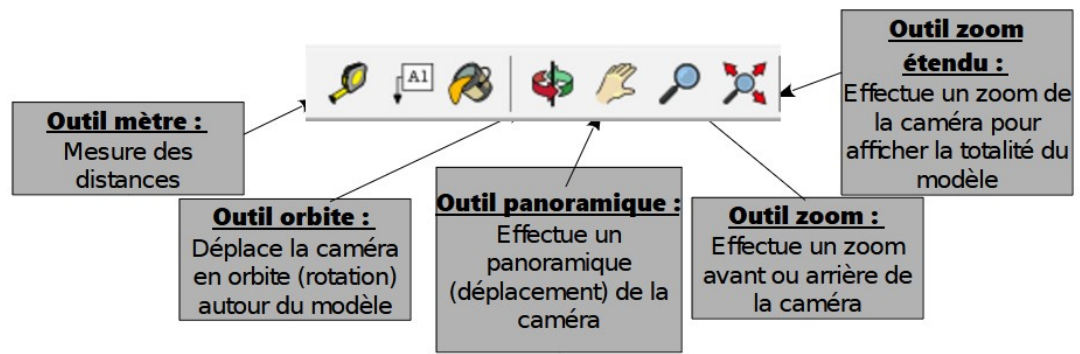 Outil zoom
étendu :
Effectue un zoom de
la caméra pour
afficher la totalité du
modèle
A1
Outil mètre :
Mesure des
distances
Outil orbite :
Déplace la caméra
en orbite (rotation)
autour du modèle
Outil panoramique :
Effectue un
panoramique
(déplacement) de la
caméra
Outil zoom :
Effectue un zoom
avant ou arrière de
la caméra